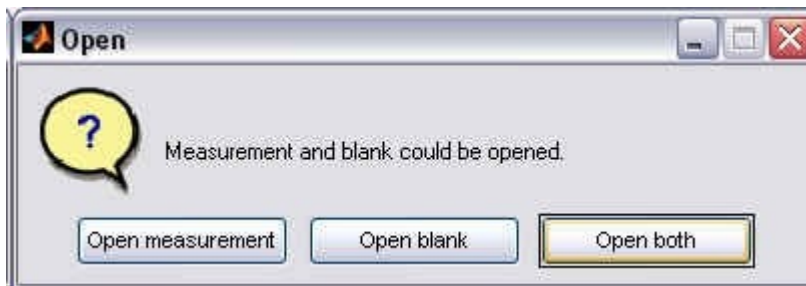 Open
?
Measurement and blank could be opened.
Open measurement Open blank Open both